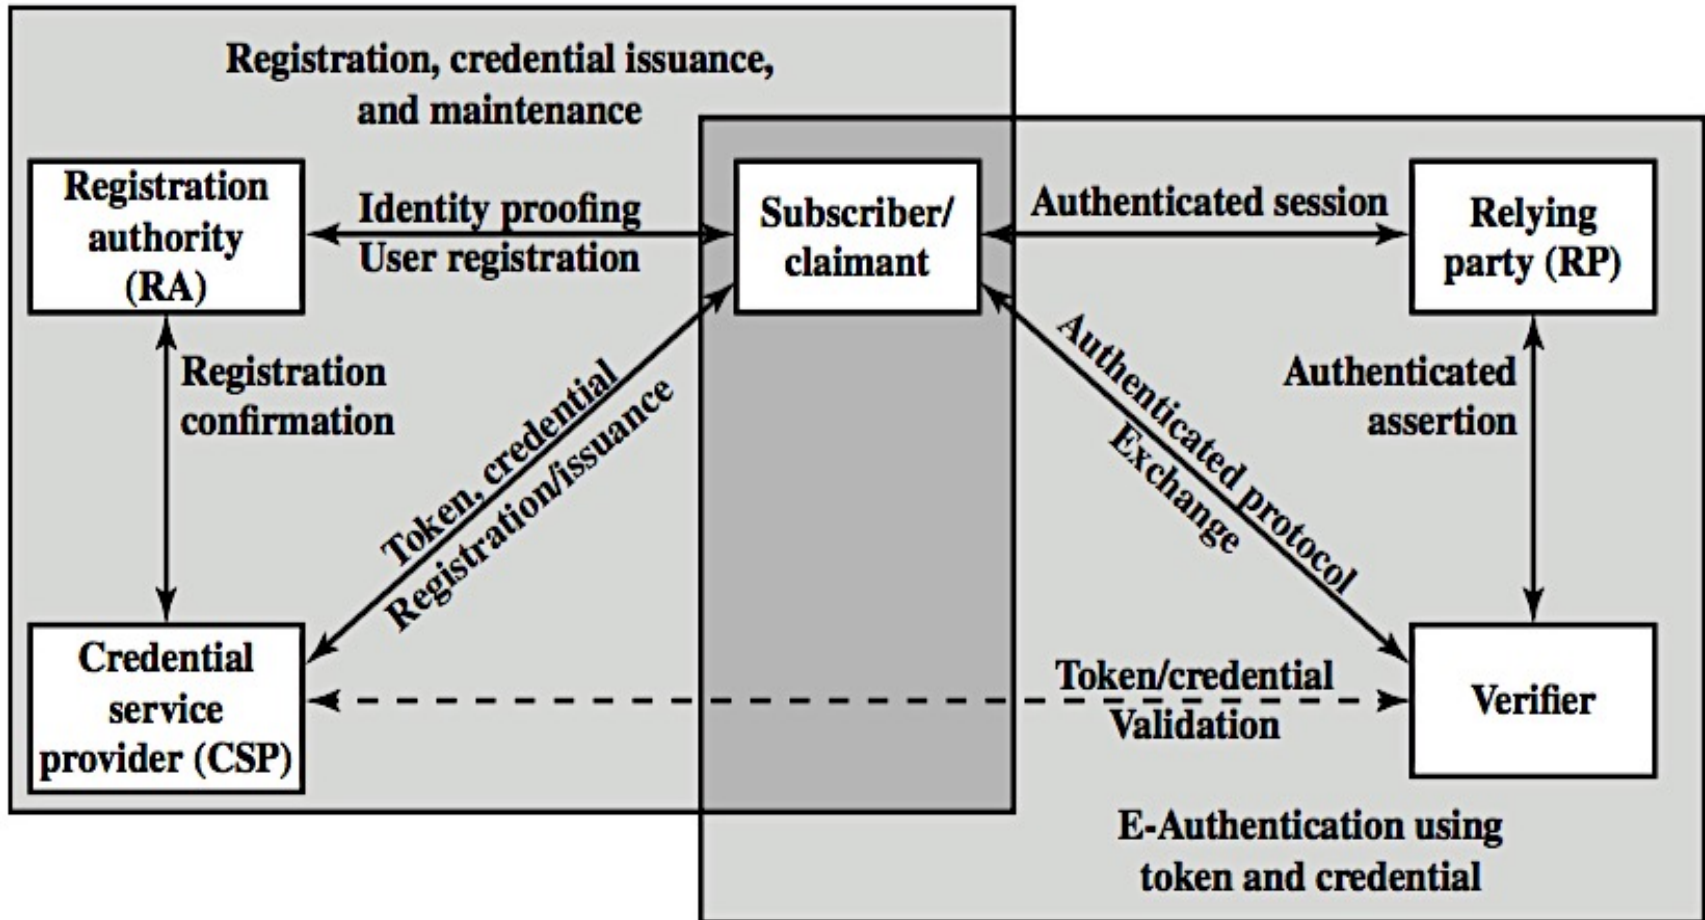 Registration, credential issuance,
and maintenance
Registration
authority
(RA)
Identity proofing
User registration
Subscriber/
claimant
Authenticated session
Relying
party (RP)
Registration
confirmation
Token, credential
Registration/issuance
Authenticated protocol
Exchange
Authenticated
assertion
Credential
service
provider (CSP)
Token/credential
Validation
Verifier
E-Authentication using
token and credential